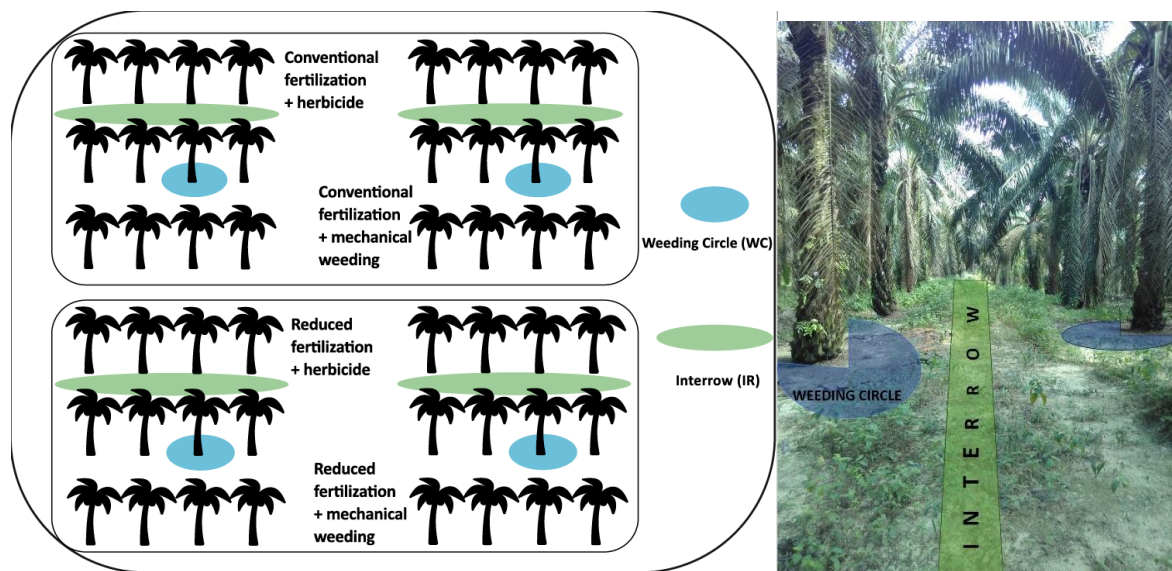 Conventional
fertilization
+ herbicide
Conventional
fertilization
+ mechanical
weeding
Reduced
fertilization
+ herbicide
Reduced
fertilization
+ mechanical
weeding
Weeding Circle (WC)
Interrow (IR)
WEEDING CIRCLE
INTERROW